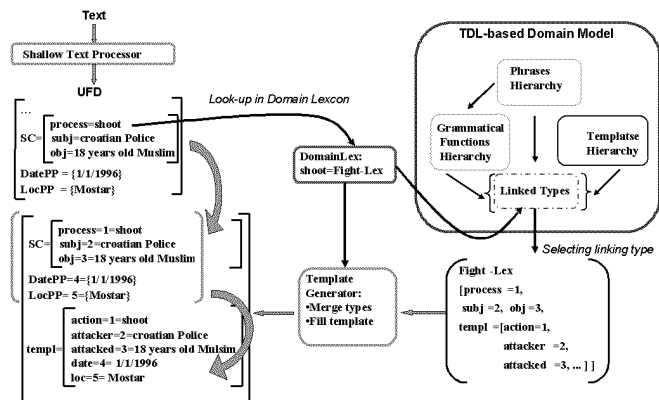 Text
Shallow Text Processor
UFD
...
SC=
process=shoot
subj=croatian Police
obj=18 years old Muslim
DatePP = {1/1/1996}
LocPP = {Mostar}
Look-up in Domain Lexcon
DomainLex:
shoot=Fight-Lex
TDL-based Domain Model
Phrases
Hierarchy
Grammatical
Functions
Hierarchy
Templatse
Hierarchy
Linked Types
Selecting linking type
SC=
process=1=shoot
subj=2=croatian Police
obj=3=18 years old Muslim
DatePP=4={1/1/1996}
LocPP= 5={Mostar}
templ=
action=1=shoot
attacker=2=croatian Police
attacked=3=18 years old Mulsim
date=4= 1/1/1996
loc=5= Mostar
Template
Generator:
•Merge types
•Fill template
Fight -Lex
[process =1,
subj =2, obj =3,
templ =[action=1,
attacker =2,
attacked =3, ... ] ]